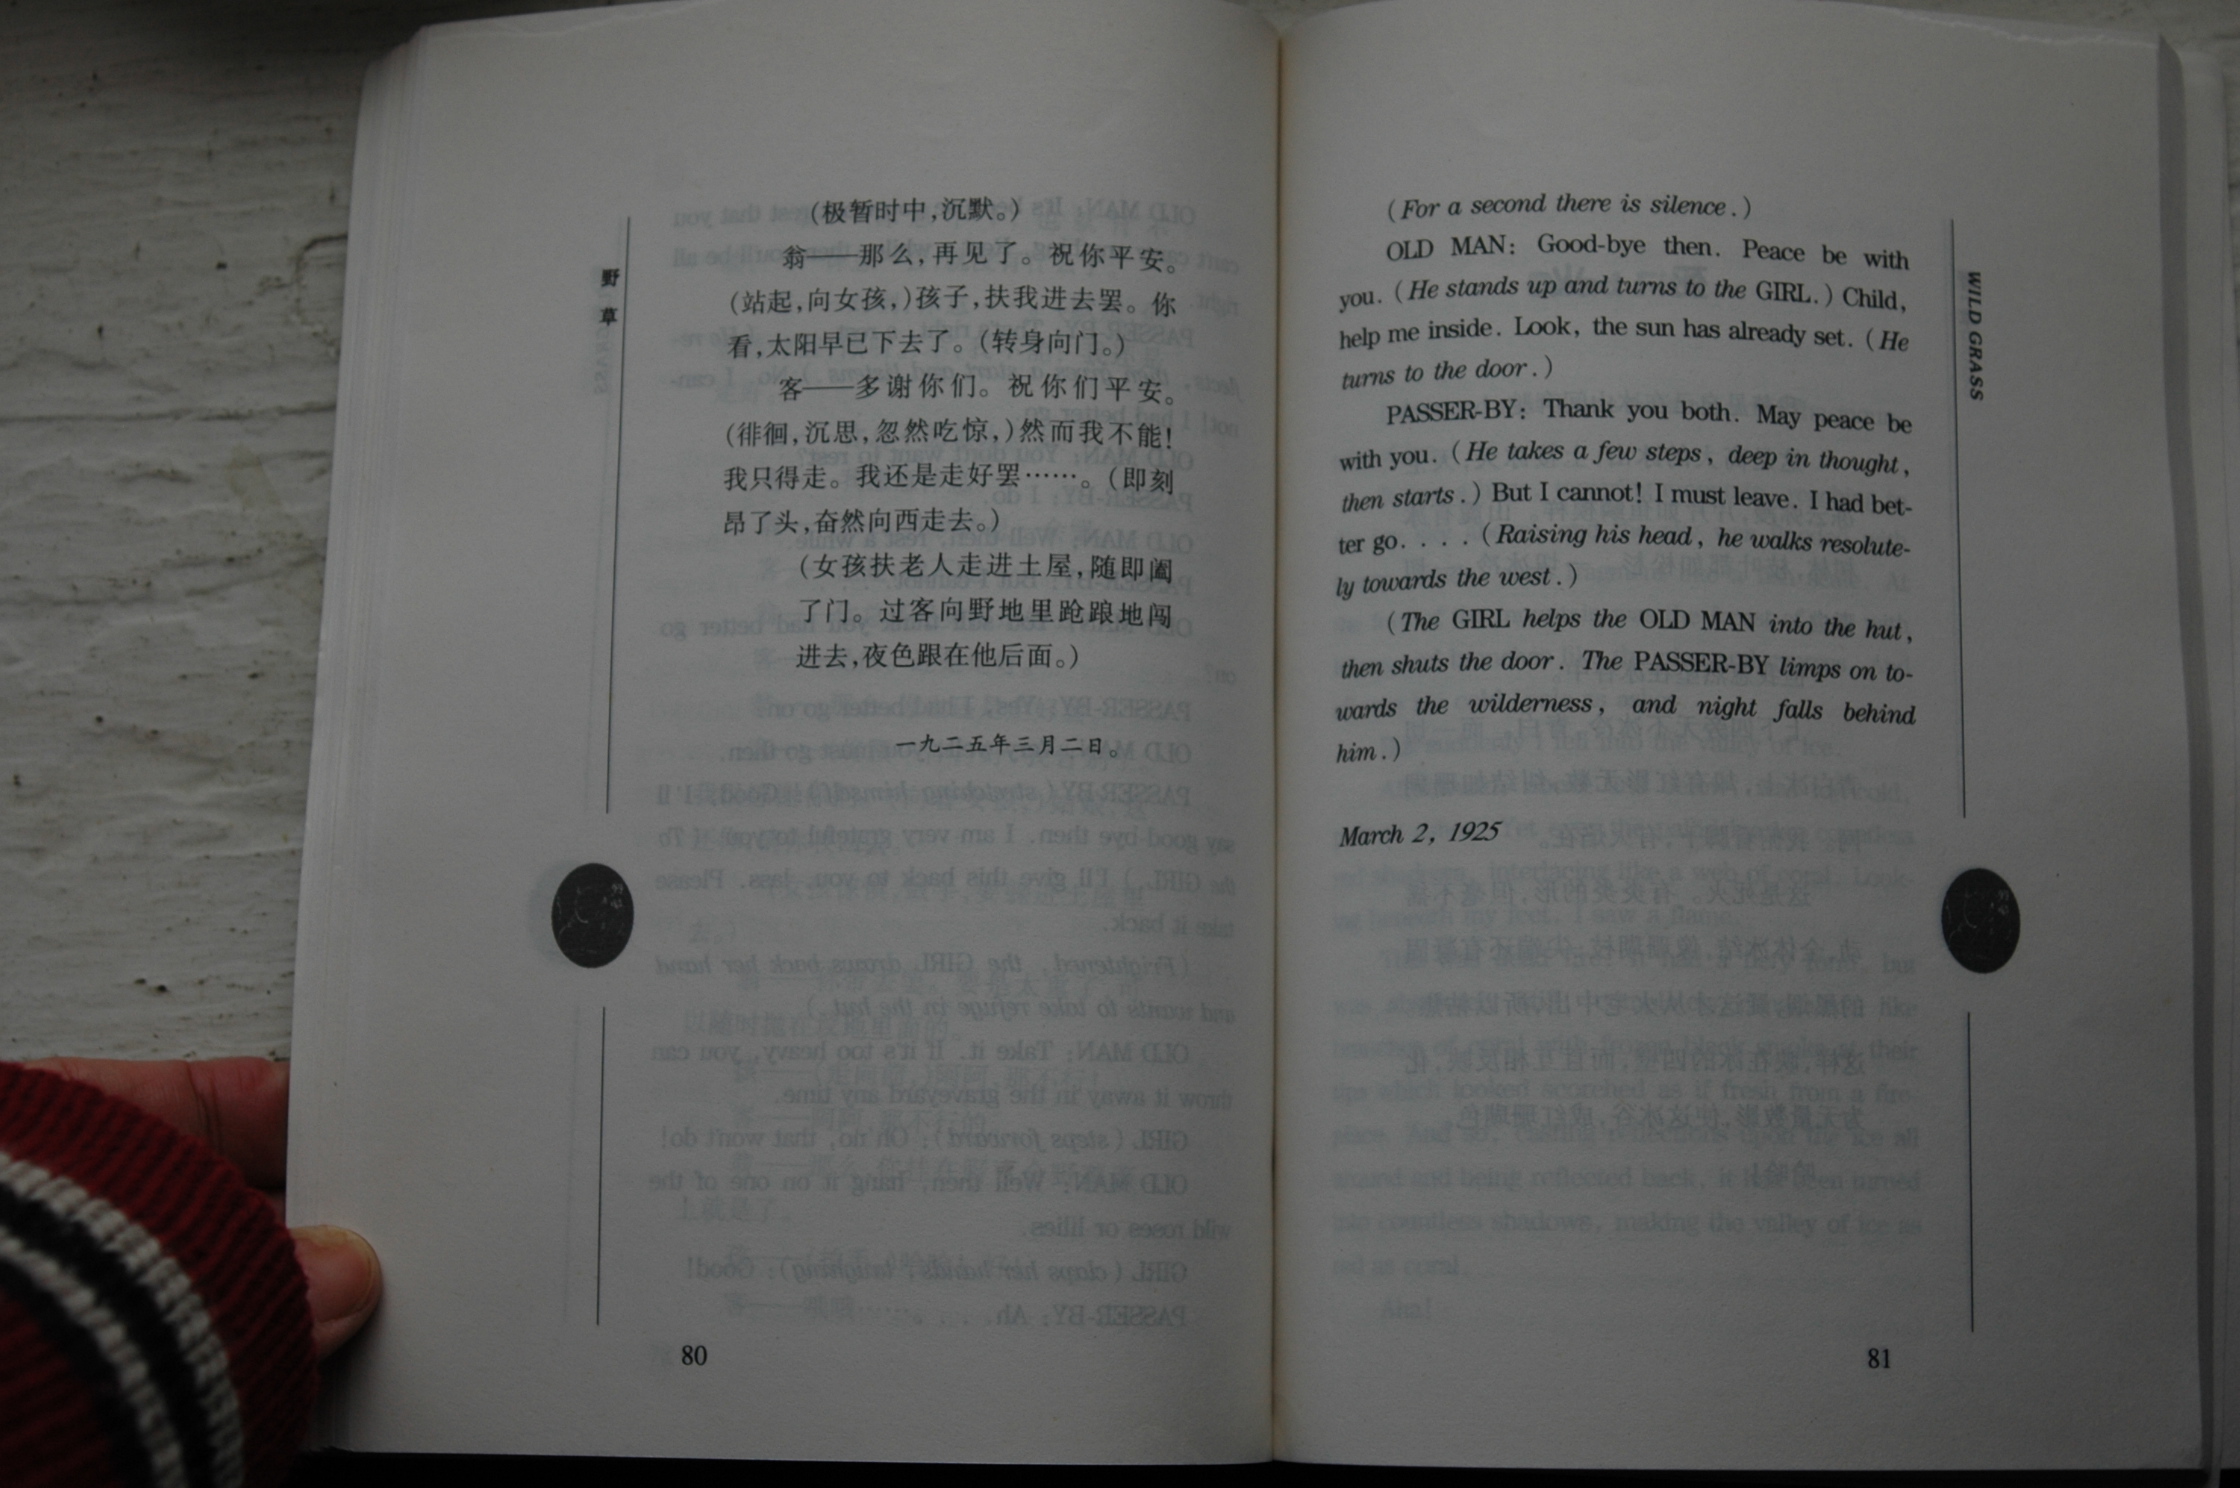 野草
(极暂时中,沉默。)
翁——那么,再见了。祝你平安。
(站起,向女孩,)孩子,扶我进去罢。你
看,太阳早已下去了。(转身向门。)
客——多谢你们。祝你们平安。
(徘徊,沉思,忽然吃惊,)然而我不能!
我只得走。我还是走好罢……。(即刻
昂了头,奋然向西走去。)
(女孩扶老人走进土屋,随即阖
了门。过客向野地里跄踉地闯
进去,夜色跟在他后面。)
一九二五年三月二日。
80
(For a second there is silence.)
OLD MAN: Good-bye then. Peace be with
you. (He stands up and turns to the GIRL.) Child,
help me inside. Look, the sun has already set. (He
turns to the door.)
PASSER-BY: Thank you both. May peace be
with you. (He takes a few steps, deep in thought,
then starts.) But I cannot! I must leave. I had bet-
ter go. . . . (Raising his head, he walks resolute-
ly towards the west.)
(The GIRL helps the OLD MAN into the hut,
then shuts the door. The PASSER-BY limps on to-
wards the wilderness, and night falls behind
him.)
March 2, 1925
WILD GRASS
81